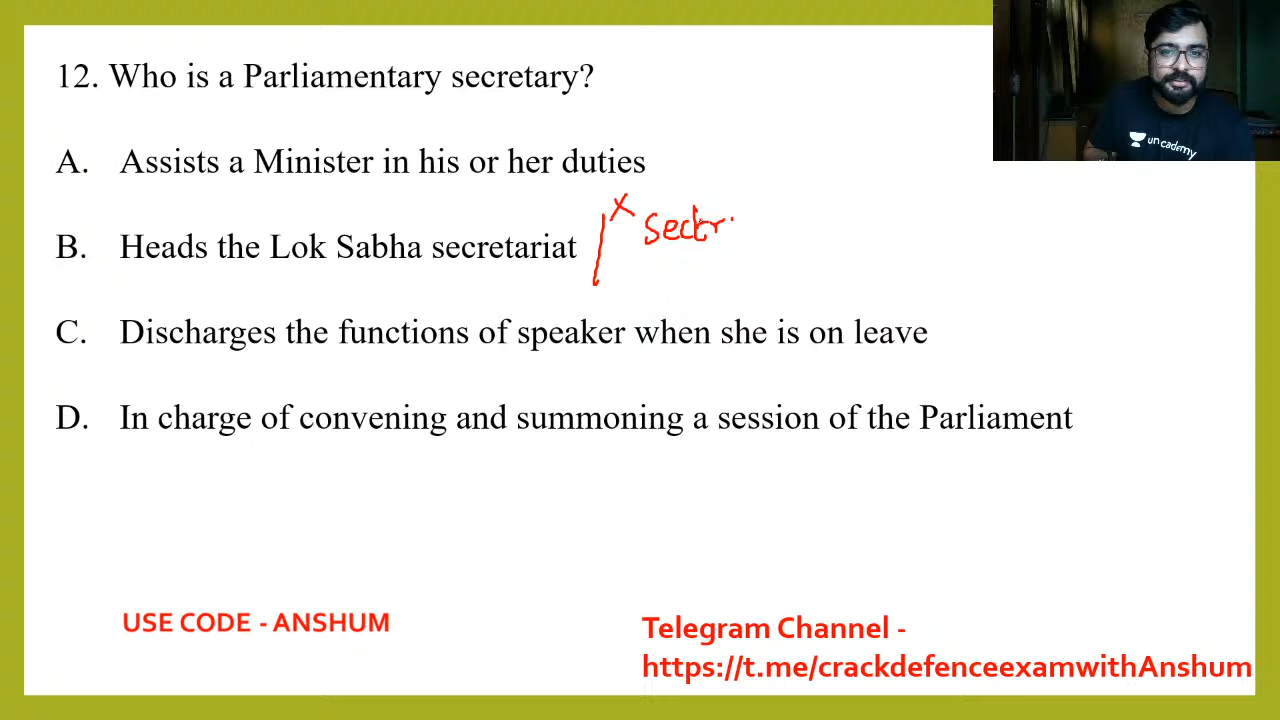 12. Who is a Parliamentary secretary?
unacademy
A. Assists a Minister in his or her duties
x
sectr.
B. Heads the Lok Sabha secretariat
C. Discharges the functions of speaker when she is on leave
D. In charge of convening and summoning a session of the Parliament
USE CODE - ANSHUM
Telegram Channel -
https://t.me/crackdefenceexamwithAnshum